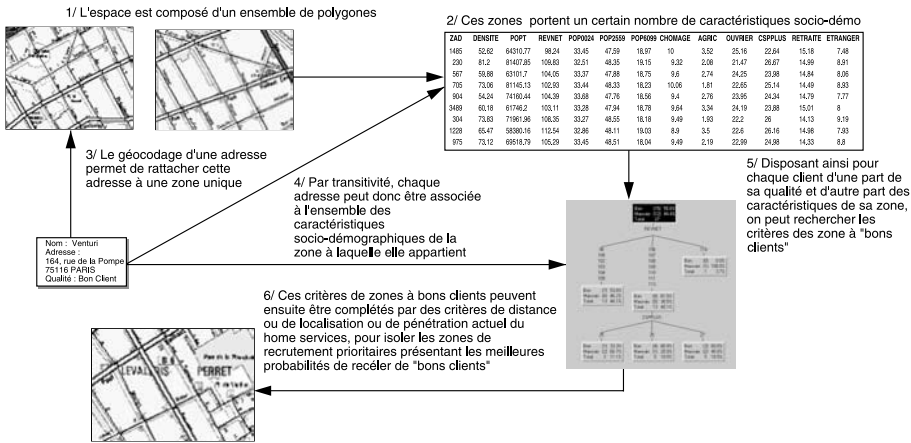 1/ L'espace est composé d'un ensemble de polygones
2/ Ces zones portent un certain nombre de caractéristiques socio-démo
ZAD DENSITE POPT REVNET POP0024 POP2559 POP6099 CHOMAGE AGRIC OUVRIER CSPPLUS RETRAITE ETRANGER
1485 52,62 64310.77 98.24 33,45 47,59 18,97 10 3.52 25,16 22,64 15,18 7.48
230 81.2 81407.85 109,83 32,51 48,35 19,15 9.32 2.08 21.47 26,67 14,99 8.91
567 59,88 63101.7 104.05 33.37 47,88 18,75 9.6 2.74 24,25 23,98 14,84 8.06
705 73.06 81145.13 102,93 33.44 48,33 18,23 10.06 1.81 22,65 25,14 14,49 8.93
904 54,24 74160.44 104.39 33,68 47,76 18,56 9.4 2.76 23,95 24,34 14,79 7.77
3489 60,18 61746.2 103,11 33,28 47,94 18,78 9.64 3.34 24,19 23,88 15,01 8
304 73,83 71961.96 108,35 33,27 48,55 18,18 9.49 1.93 22.2 26 14,13 9.19
1228 65.47 58380.16 112,54 32,86 48,11 19,03 8.9 3.5 22.6 26,16 14,98 7.93
975 73,12 69518.79 105.29 33.45 48,51 18,04 9.49 2.19 22,99 24,98 14,33 8.8
3/ Le géocodage d'une adresse
permet de rattacher cette
adresse à une zone unique
4/ Par transitivité, chaque
adresse peut donc être associée
à l'ensemble des
caractéristiques
socio-démographiques de la
zone à laquelle elle appartient
5/ Disposant ainsi pour
chaque client d'une part de
sa qualité et d'autre part des
caractéristiques de sa zone,
on peut rechercher les
critères des zone à "bons
clients"
Nom : Venturi
Adresse :
164, rue de la Pompe
75116 PARIS
Qualité : Bon Client
REVNET
CSPPLUS
6/ Ces critères de zones à bons clients peuvent
ensuite être complétés par des critères de distance
ou de localisation ou de pénétration actuel du
home services, pour isoler les zones de
recrutement prioritaires présentant les meilleures
probabilités de recéler de "bons clients"
LEVALLOIS PERRET